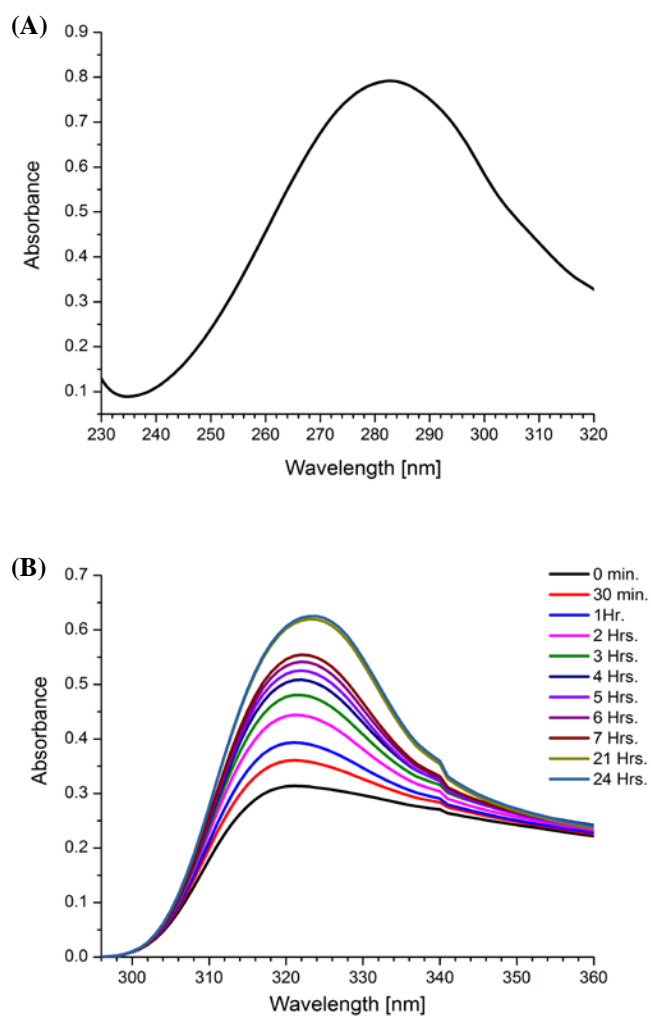 (A)
0.9
0.8
0.7
0.6
0.5
0.4
0.3
0.2
0.1
Absorbance
230 240 250 260 270 280 290 300 310 320
Wavelength [nm]
(B)
0.7
0.6
0.5
0.4
0.3
0.2
0.1
0.0
Absorbance
300 310 320 330 340 350 360
Wavelength [nm]
0 min.
30 min.
1Hr.
2 Hrs.
3 Hrs.
4 Hrs.
5 Hrs.
6 Hrs.
7 Hrs.
21 Hrs.
24 Hrs.